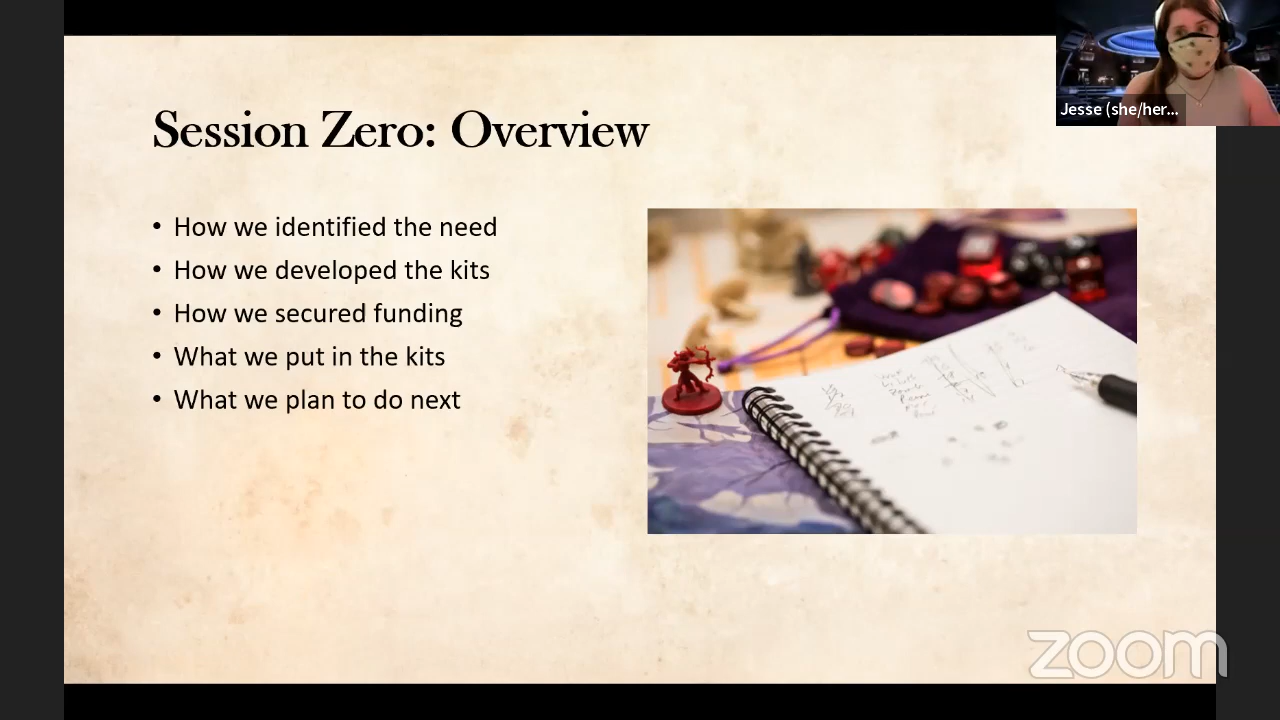 Jesse (she/her...
Session Zero: Overview
• How we identified the need
• How we developed the kits
• How we secured funding
• What we put in the kits
• What we plan to do next
zoom